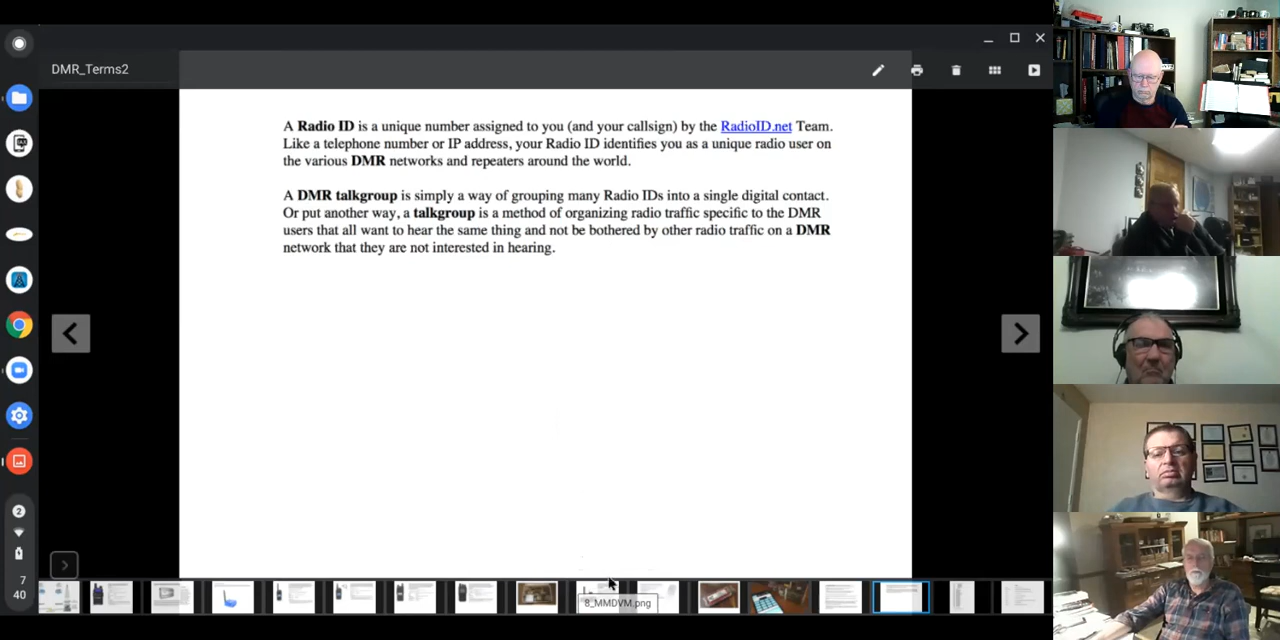 DMR_Terms2
A Radio ID is a unique number assigned to you (and your callsign) by the RadioID.net Team.
Like a telephone number or IP address, your Radio ID identifies you as a unique radio user on
the various DMR networks and repeaters around the world.
A DMR talkgroup is simply a way of grouping many Radio IDs into a single digital contact.
Or put another way, a talkgroup is a method of organizing radio traffic specific to the DMR
users that all want to hear the same thing and not be bothered by other radio traffic on a DMR
network that they are not interested in hearing.
8_MMDVM.png
2
7
40